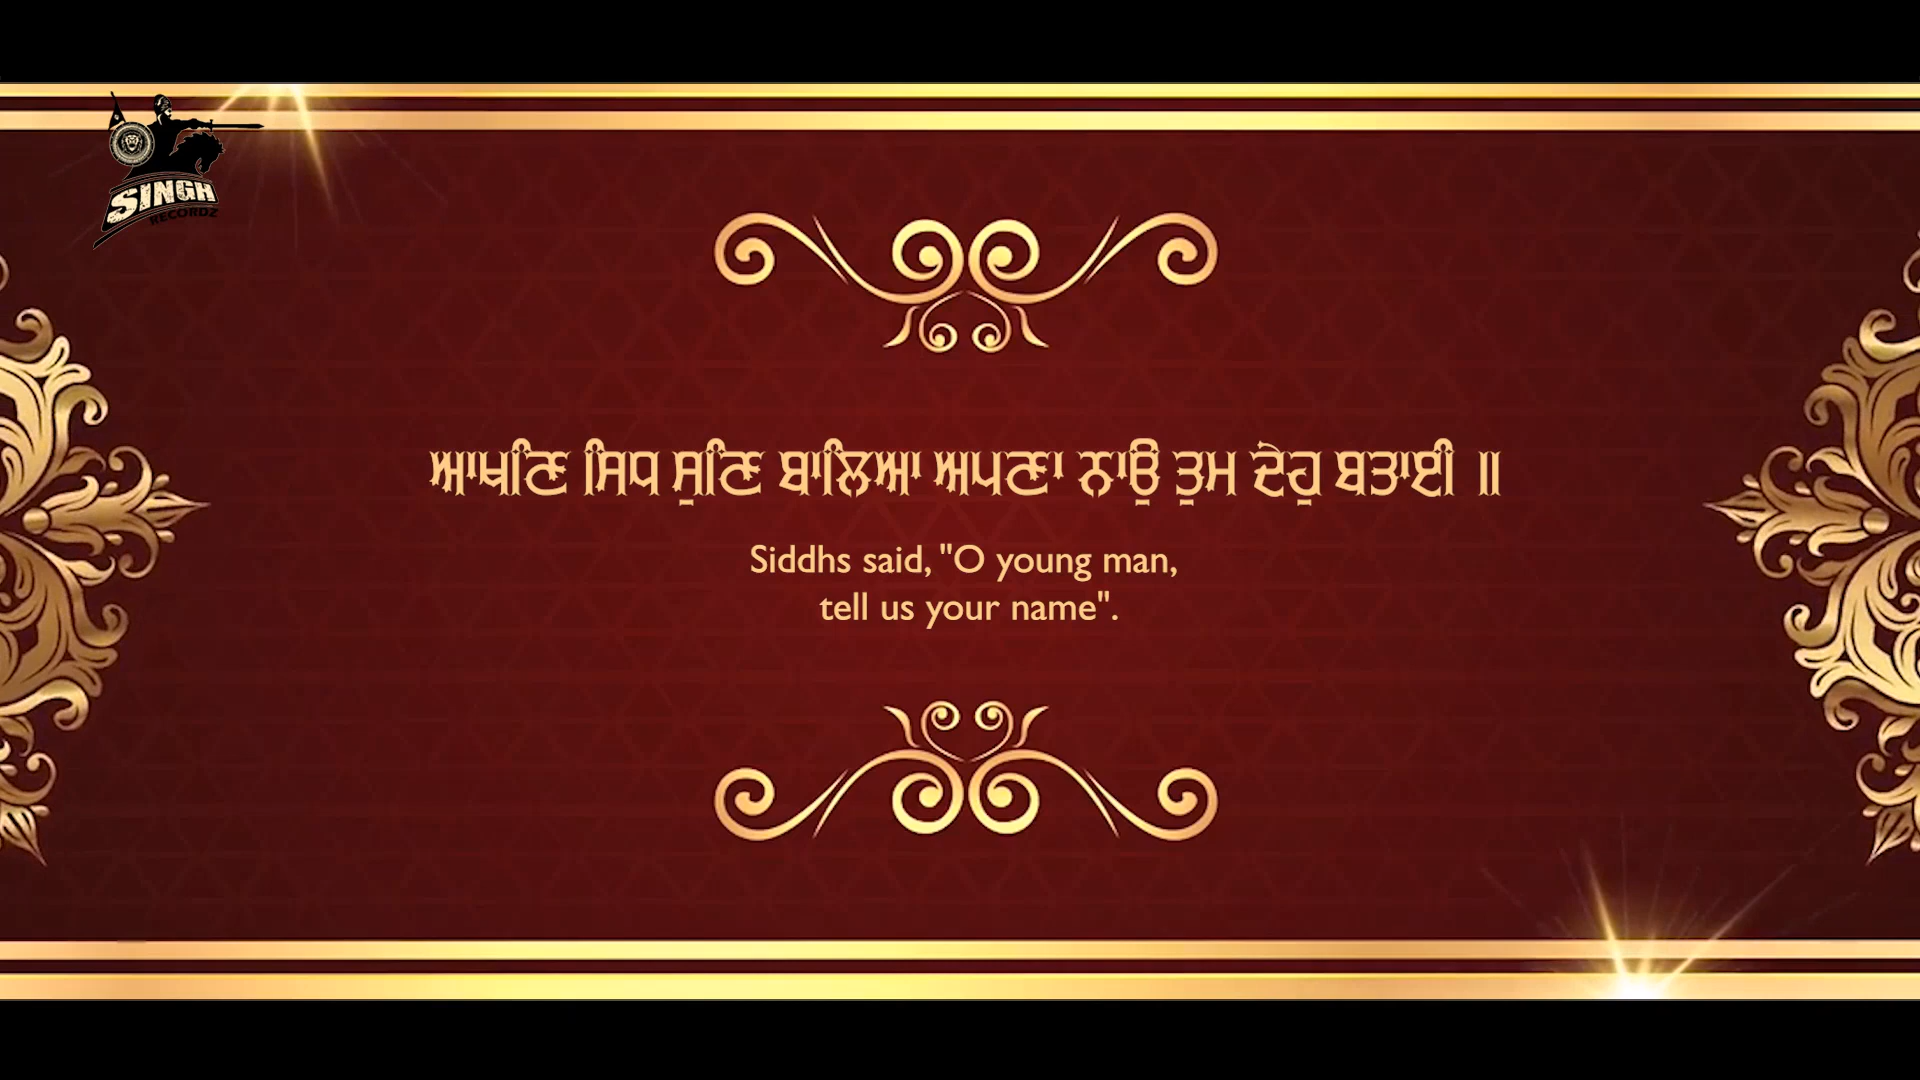 SINGH
RECORDZ
ਆਖਣਿ ਸਿਧ ਸੁਣਿ ਬਾਲਿਆ ਅਪਣਾ ਨਾਉ ਤੁਮ ਦੇਹੁ ਬਤਾਈ ॥
Siddhs said, "O young man,
tell us your name".